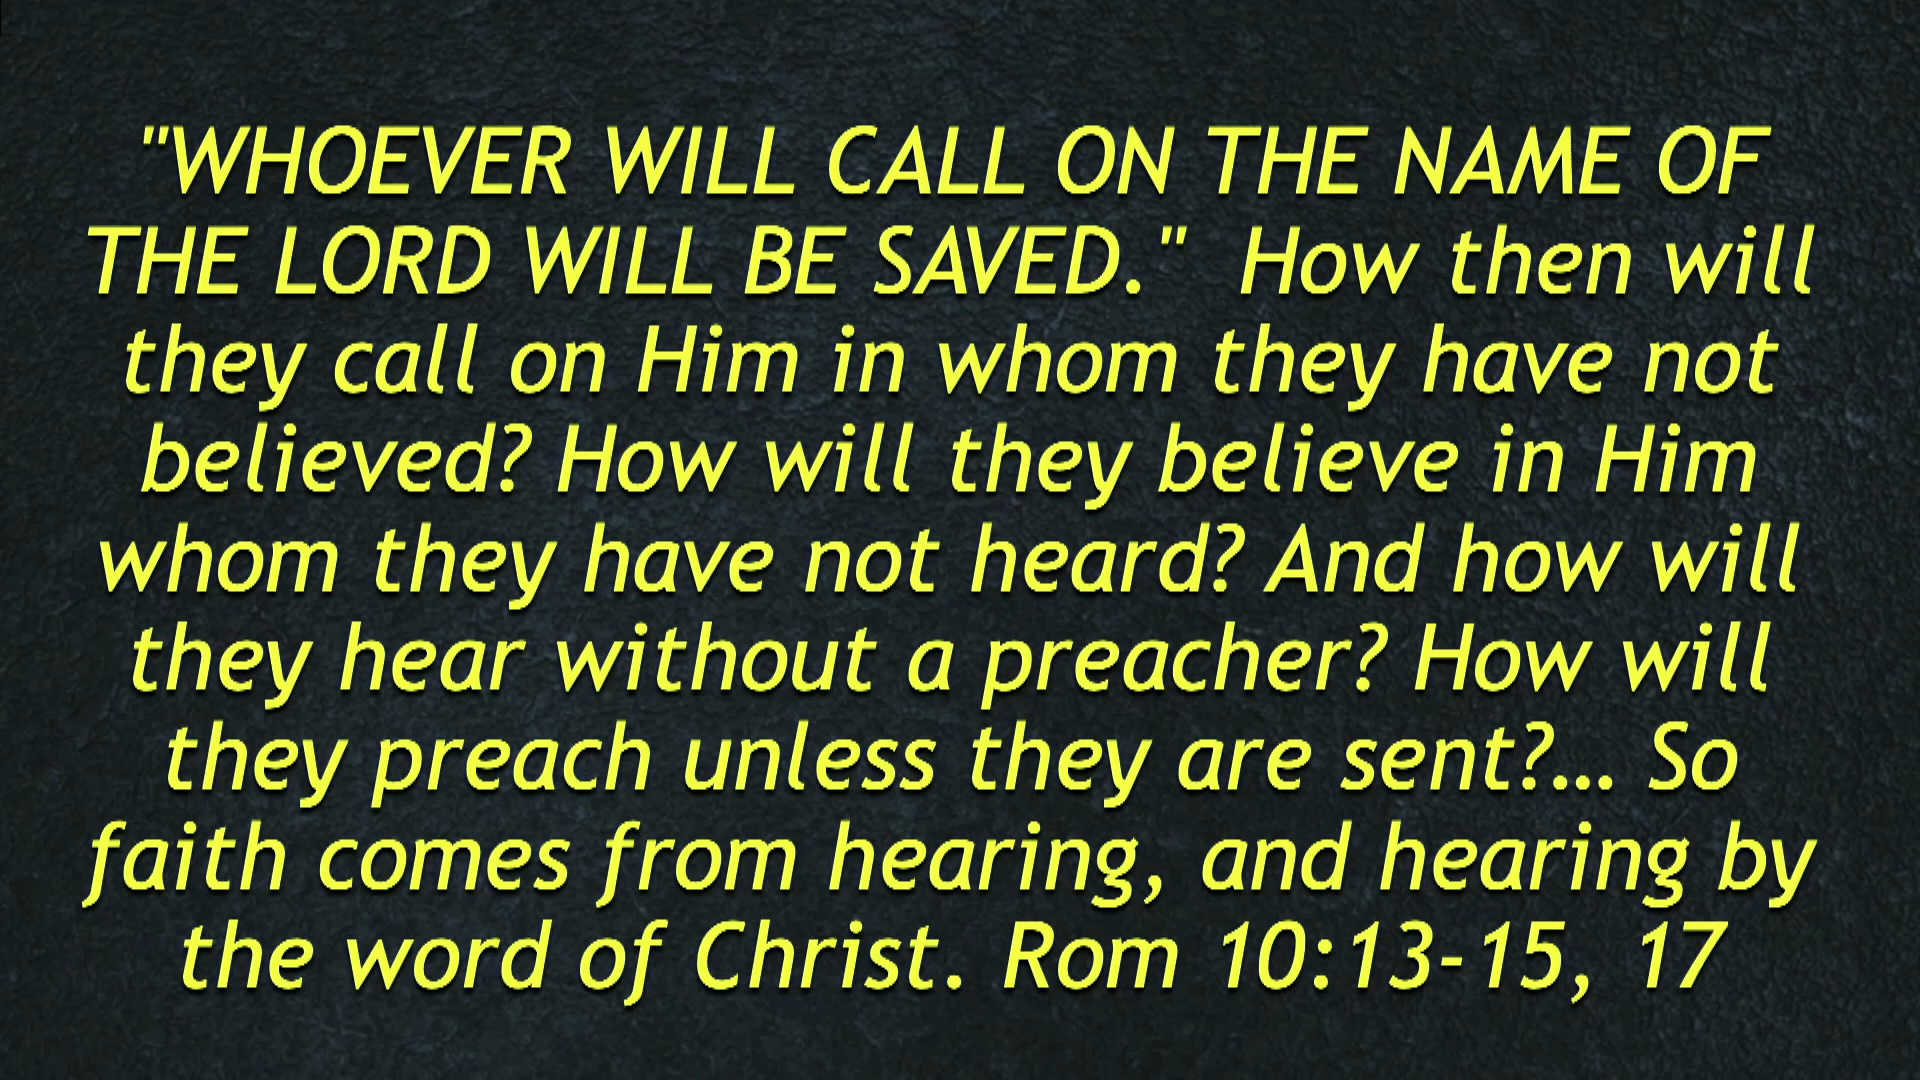 "WHOEVER WILL CALL ON THE NAME OF
THE LORD WILL BE SAVED."  How then will
they call on Him in whom they have not
believed? How will they believe in Him
whom they have not heard? And how will
they hear without a preacher? How will
they preach unless they are sent?... So
faith comes from hearing, and hearing by
the word of Christ. Rom 10:13-15, 17